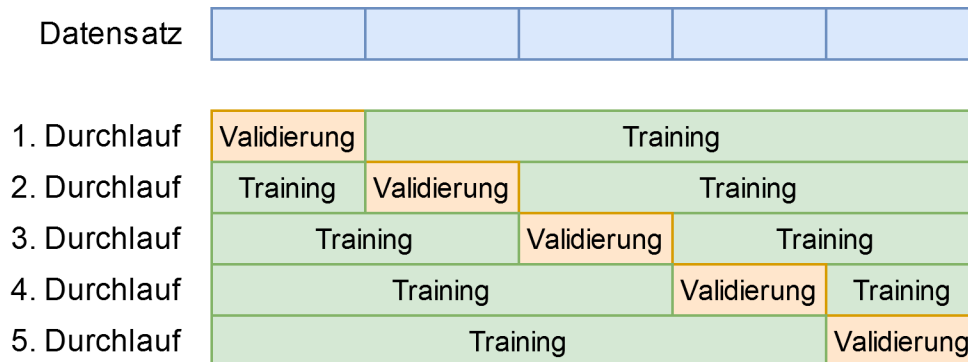 Datensatz
1. Durchlauf Validierung Training
2. Durchlauf Training Validierung Training
3. Durchlauf Training Validierung Training
4. Durchlauf Training Validierung Training
5. Durchlauf Training Validierung